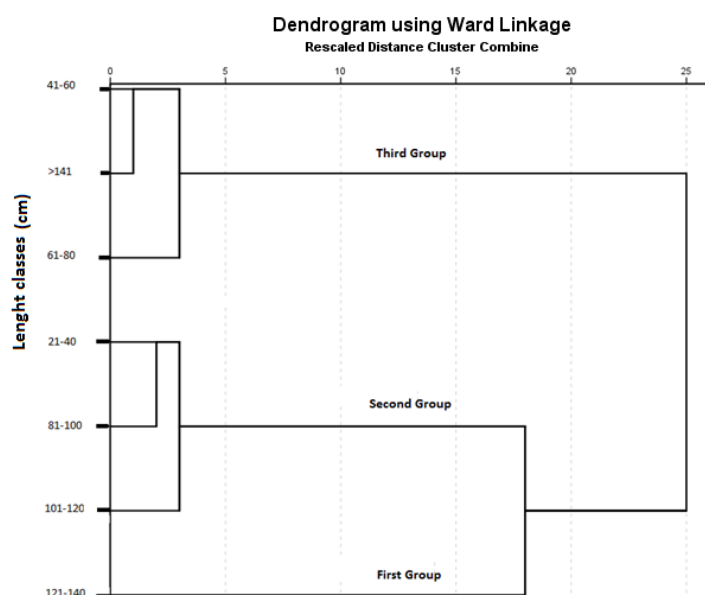 Dendrogram using Ward Linkage
Rescaled Distance Cluster Combine
0 5 10 15 20 25
Lenght classes (cm)
41-60
Third Group
>141
61-80
21-40
Second Group
81-100
101-120
First Group
121-140